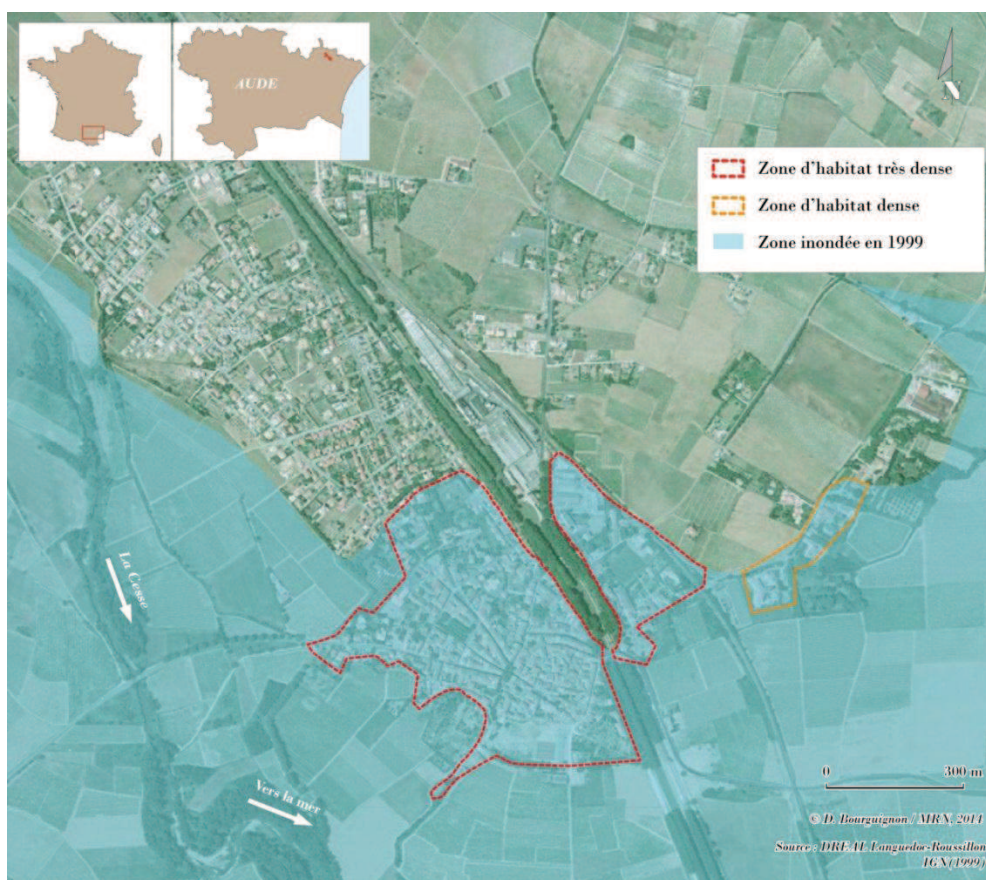 AUDE
N
Zone d'habitat très dense
Zone d'habitat dense
Zone inondée en 1999
La Cesse
Vers la mer
0 300 m
© D. Bourguignon / MRN, 2014
Source : DREAL Languedoc-Roussillon
IGN(1999)